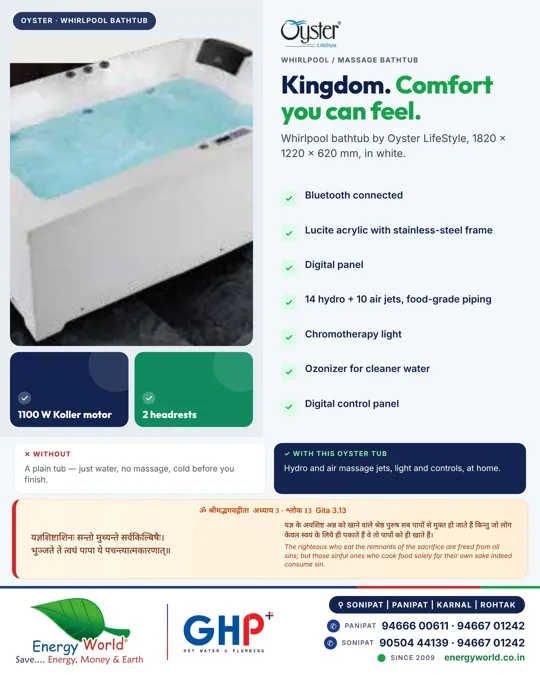 OYSTER · WHIRLPOOL BATHTUB
Oyster®
LifeStyle
WHIRLPOOL / MASSAGE BATHTUB
Kingdom. Comfort
you can feel.
Whirlpool bathtub by Oyster LifeStyle, 1820 ×
1220 × 620 mm, in white.
Bluetooth connected
Lucite acrylic with stainless-steel frame
Digital panel
14 hydro + 10 air jets, food-grade piping
Chromotherapy light
Ozonizer for cleaner water
Digital control panel
1100 W Koller motor
2 headrests
✕ WITHOUT
A plain tub — just water, no massage, cold before you
finish.
✓ WITH THIS OYSTER TUB
Hydro and air massage jets, light and controls, at home.
ॐ श्रीमद्भगवद्गीता अध्याय 3 · श्लोक 13 Gita 3.13
यज्ञशिष्टाशिनः सन्तो मुच्यन्ते सर्वकिल्बिषैः।
भुञ्जते ते त्वघं पापा ये पचन्त्यात्मकारणात्॥
यज्ञ के अवशिष्ट अन्न को खाने वाले श्रेष्ठ पुरुष सब पापों से मुक्त हो जाते हैं किन्तु जो लोग
केवल स्वयं के लिये ही पकाते हैं वे तो पापों को ही खाते हैं।
The righteous who eat the remnants of the sacrifice are freed from all
sins; but those sinful ones who cook food solely for their own sake indeed
consume sin.
Energy World®
Save.... Energy, Money & Earth
GHP+
HOT WATER & PLUMBING
SONIPAT | PANIPAT | KARNAL | ROHTAK
PANIPAT 94666 00611 · 94667 01242
SONIPAT 90504 44139 · 94667 01242
SINCE 2009 energyworld.co.in